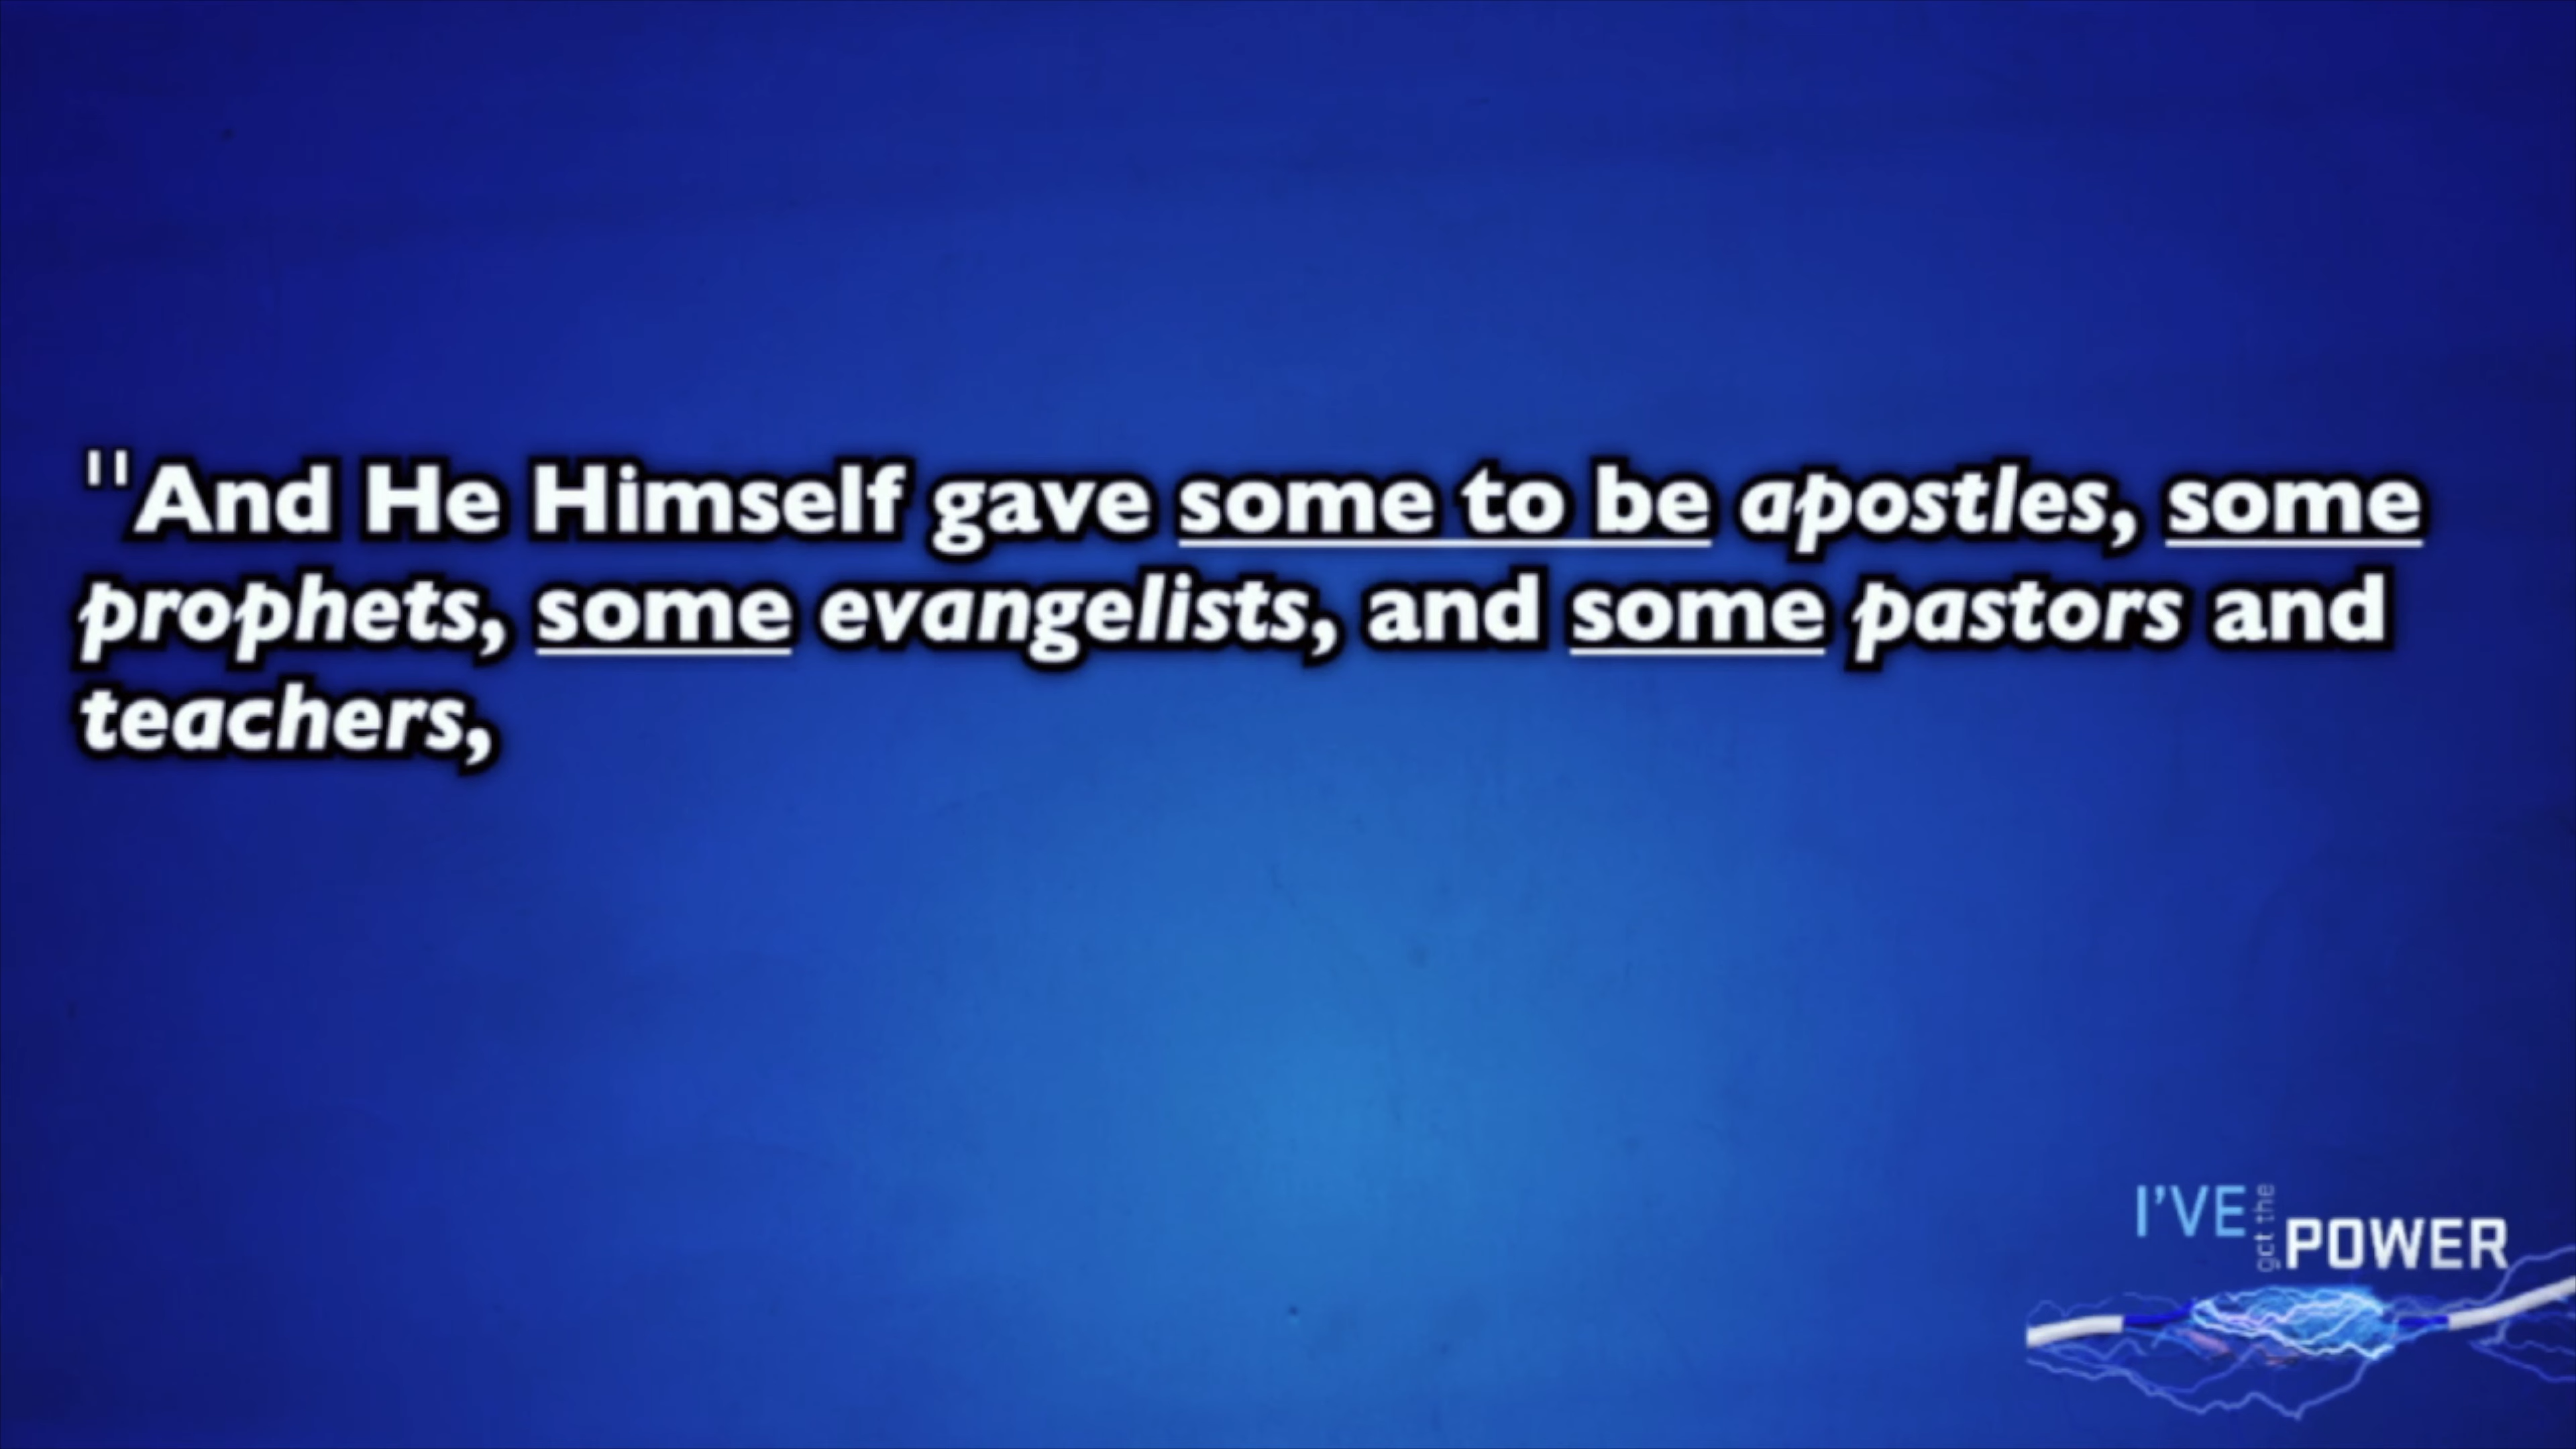 "And He Himself gave some to be apostles, some
prophets, some evangelists, and some pastors and
teachers,
I'VE
got the
POWER